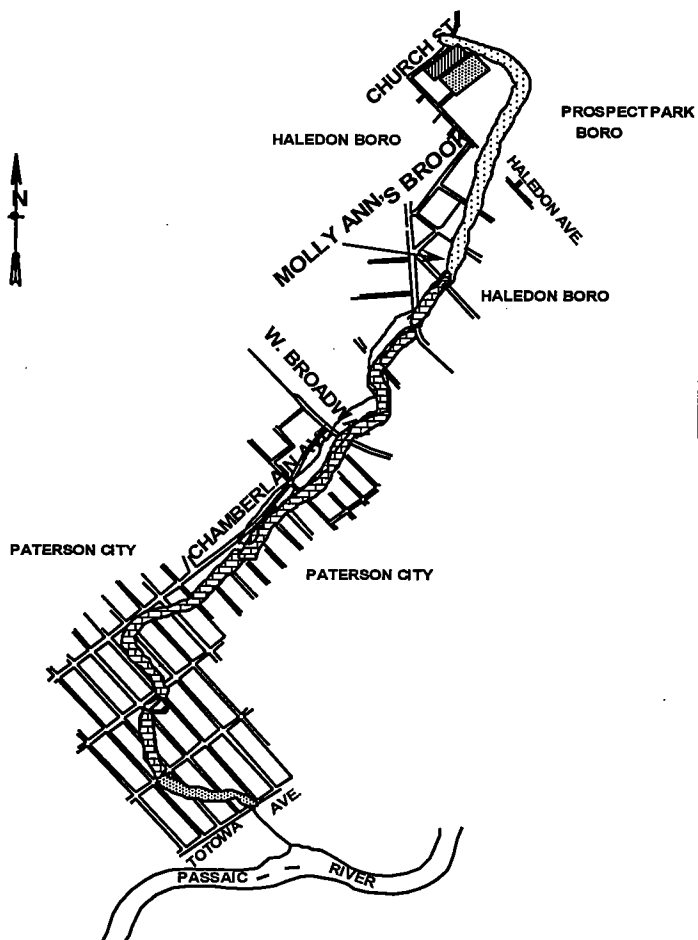 CHURCH ST.
PROSPECT PARK
BORO
HALEDON BORO
HALEDON AVE
MOLLY ANN'S BROOK
N
HALEDON BORO
W. BROADWAY
CHAMBERLAIN AVE
PATERSON CITY
PATERSON CITY
TOTOWA AVE.
PASSAIC RIVER